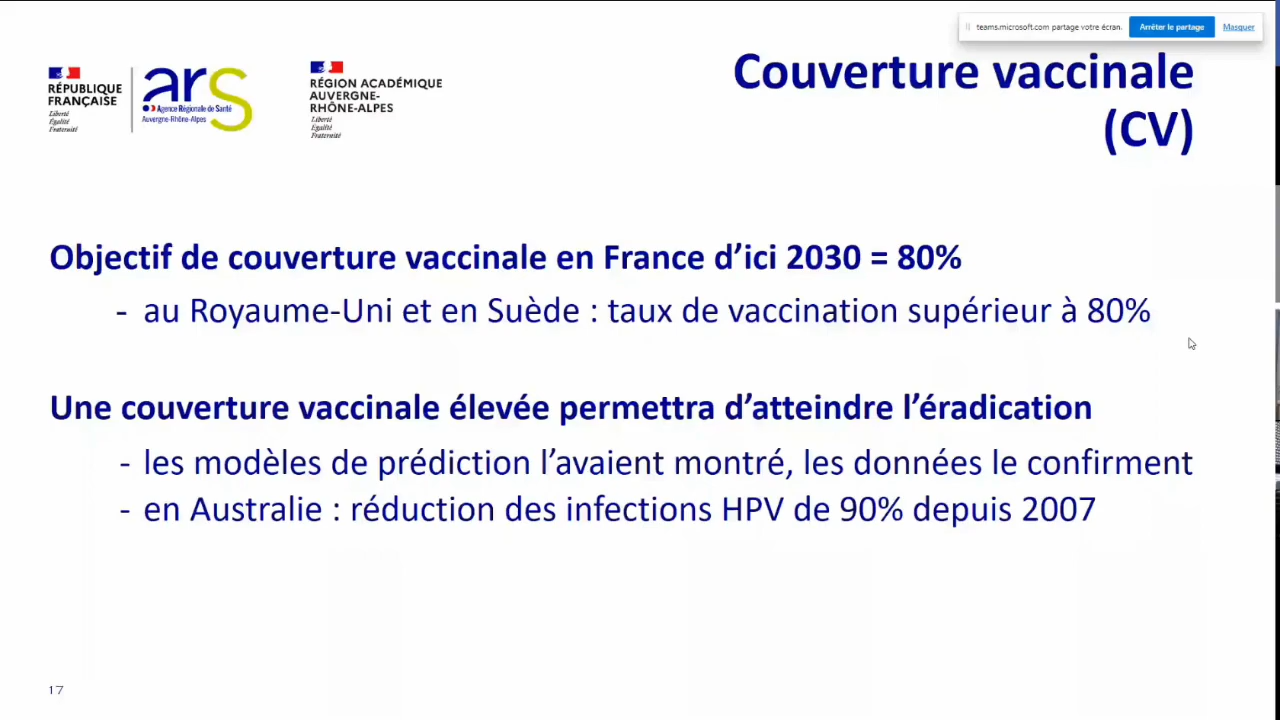 teams.microsoft.com partage votre écran.
Arrêter le partage
Masquer
RÉPUBLIQUE
FRANÇAISE
Liberté
Égalité
Fraternité
ars
Agence Régionale de Santé
Auvergne-Rhône-Alpes
RÉGION ACADÉMIQUE
AUVERGNE-
RHÔNE-ALPES
Liberté
Égalité
Fraternité
Couverture vaccinale
(CV)
Objectif de couverture vaccinale en France d’ici 2030 = 80%
- au Royaume-Uni et en Suède : taux de vaccination supérieur à 80%
Une couverture vaccinale élevée permettra d’atteindre l’éradication
- les modèles de prédiction l’avaient montré, les données le confirment
- en Australie : réduction des infections HPV de 90% depuis 2007
17